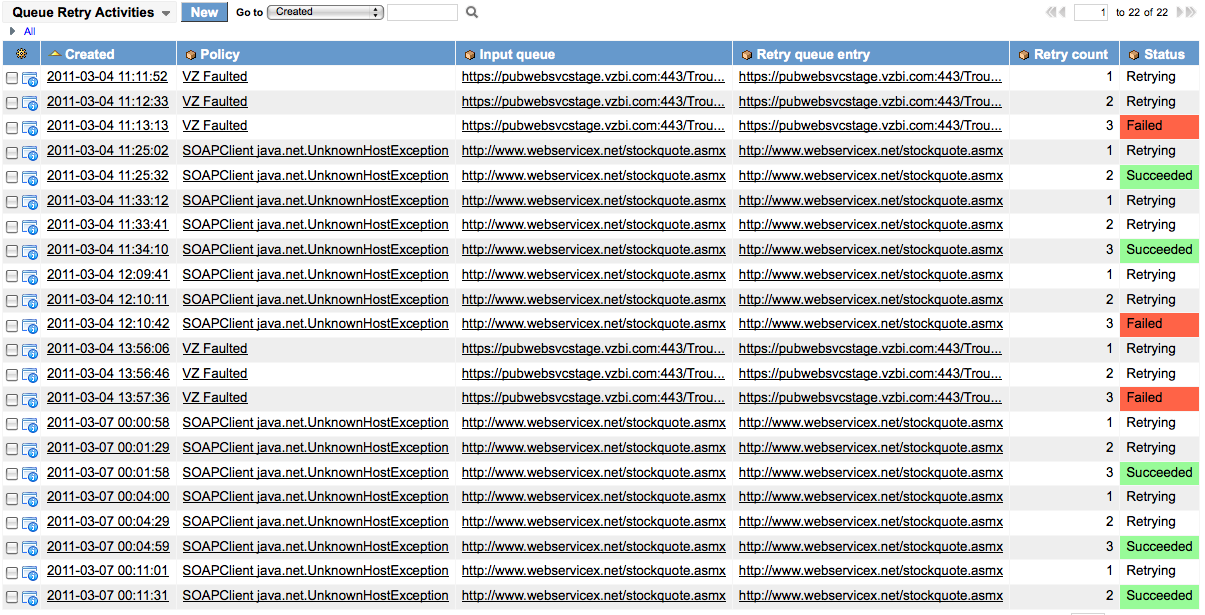 Queue Retry Activities New Go to Created 1 to 22 of 22
All
Created Policy Input queue Retry queue entry Retry count Status
2011-03-04 11:11:52 VZ Faulted https://pubwebsvcstage.vzbi.com:443/Trou... https://pubwebsvcstage.vzbi.com:443/Trou... 1 Retrying
2011-03-04 11:12:33 VZ Faulted https://pubwebsvcstage.vzbi.com:443/Trou... https://pubwebsvcstage.vzbi.com:443/Trou... 2 Retrying
2011-03-04 11:13:13 VZ Faulted https://pubwebsvcstage.vzbi.com:443/Trou... https://pubwebsvcstage.vzbi.com:443/Trou... 3 Failed
2011-03-04 11:25:02 SOAPClient java.net.UnknownHostException http://www.webservicex.net/stockquote.asmx http://www.webservicex.net/stockquote.asmx 1 Retrying
2011-03-04 11:25:32 SOAPClient java.net.UnknownHostException http://www.webservicex.net/stockquote.asmx http://www.webservicex.net/stockquote.asmx 2 Succeeded
2011-03-04 11:33:12 SOAPClient java.net.UnknownHostException http://www.webservicex.net/stockquote.asmx http://www.webservicex.net/stockquote.asmx 1 Retrying
2011-03-04 11:33:41 SOAPClient java.net.UnknownHostException http://www.webservicex.net/stockquote.asmx http://www.webservicex.net/stockquote.asmx 2 Retrying
2011-03-04 11:34:10 SOAPClient java.net.UnknownHostException http://www.webservicex.net/stockquote.asmx http://www.webservicex.net/stockquote.asmx 3 Succeeded
2011-03-04 12:09:41 SOAPClient java.net.UnknownHostException http://www.webservicex.net/stockquote.asmx http://www.webservicex.net/stockquote.asmx 1 Retrying
2011-03-04 12:10:11 SOAPClient java.net.UnknownHostException http://www.webservicex.net/stockquote.asmx http://www.webservicex.net/stockquote.asmx 2 Retrying
2011-03-04 12:10:42 SOAPClient java.net.UnknownHostException http://www.webservicex.net/stockquote.asmx http://www.webservicex.net/stockquote.asmx 3 Failed
2011-03-04 13:56:06 VZ Faulted https://pubwebsvcstage.vzbi.com:443/Trou... https://pubwebsvcstage.vzbi.com:443/Trou... 1 Retrying
2011-03-04 13:56:46 VZ Faulted https://pubwebsvcstage.vzbi.com:443/Trou... https://pubwebsvcstage.vzbi.com:443/Trou... 2 Retrying
2011-03-04 13:57:36 VZ Faulted https://pubwebsvcstage.vzbi.com:443/Trou... https://pubwebsvcstage.vzbi.com:443/Trou... 3 Failed
2011-03-07 00:00:58 SOAPClient java.net.UnknownHostException http://www.webservicex.net/stockquote.asmx http://www.webservicex.net/stockquote.asmx 1 Retrying
2011-03-07 00:01:29 SOAPClient java.net.UnknownHostException http://www.webservicex.net/stockquote.asmx http://www.webservicex.net/stockquote.asmx 2 Retrying
2011-03-07 00:01:58 SOAPClient java.net.UnknownHostException http://www.webservicex.net/stockquote.asmx http://www.webservicex.net/stockquote.asmx 3 Succeeded
2011-03-07 00:04:00 SOAPClient java.net.UnknownHostException http://www.webservicex.net/stockquote.asmx http://www.webservicex.net/stockquote.asmx 1 Retrying
2011-03-07 00:04:29 SOAPClient java.net.UnknownHostException http://www.webservicex.net/stockquote.asmx http://www.webservicex.net/stockquote.asmx 2 Retrying
2011-03-07 00:04:59 SOAPClient java.net.UnknownHostException http://www.webservicex.net/stockquote.asmx http://www.webservicex.net/stockquote.asmx 3 Succeeded
2011-03-07 00:11:01 SOAPClient java.net.UnknownHostException http://www.webservicex.net/stockquote.asmx http://www.webservicex.net/stockquote.asmx 1 Retrying
2011-03-07 00:11:31 SOAPClient java.net.UnknownHostException http://www.webservicex.net/stockquote.asmx http://www.webservicex.net/stockquote.asmx 2 Succeeded